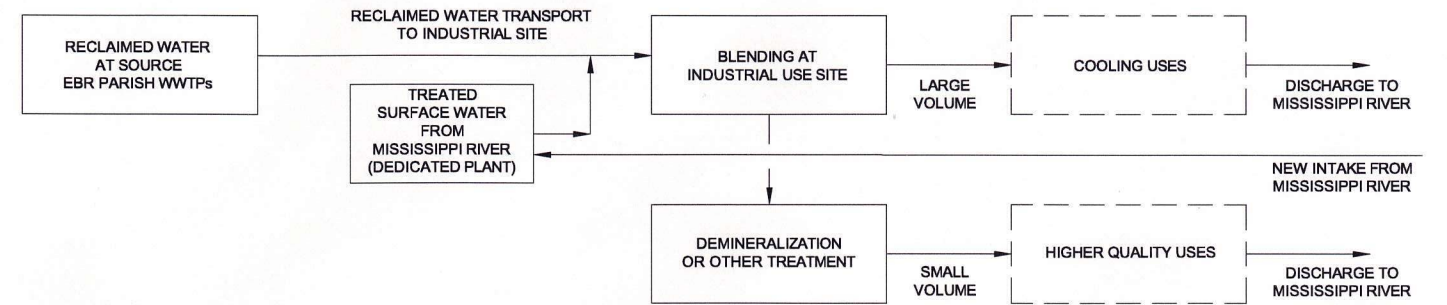 RECLAIMED WATER
AT SOURCE
EBR PARISH WWTPs
RECLAIMED WATER TRANSPORT
TO INDUSTRIAL SITE
TREATED
SURFACE WATER
FROM
MISSISSIPPI RIVER
(DEDICATED PLANT)
BLENDING AT
INDUSTRIAL USE SITE
LARGE
VOLUME
COOLING USES
DISCHARGE TO
MISSISSIPPI RIVER
NEW INTAKE FROM
MISSISSIPPI RIVER
DEMINERALIZATION
OR OTHER TREATMENT
SMALL
VOLUME
HIGHER QUALITY USES
DISCHARGE TO
MISSISSIPPI RIVER